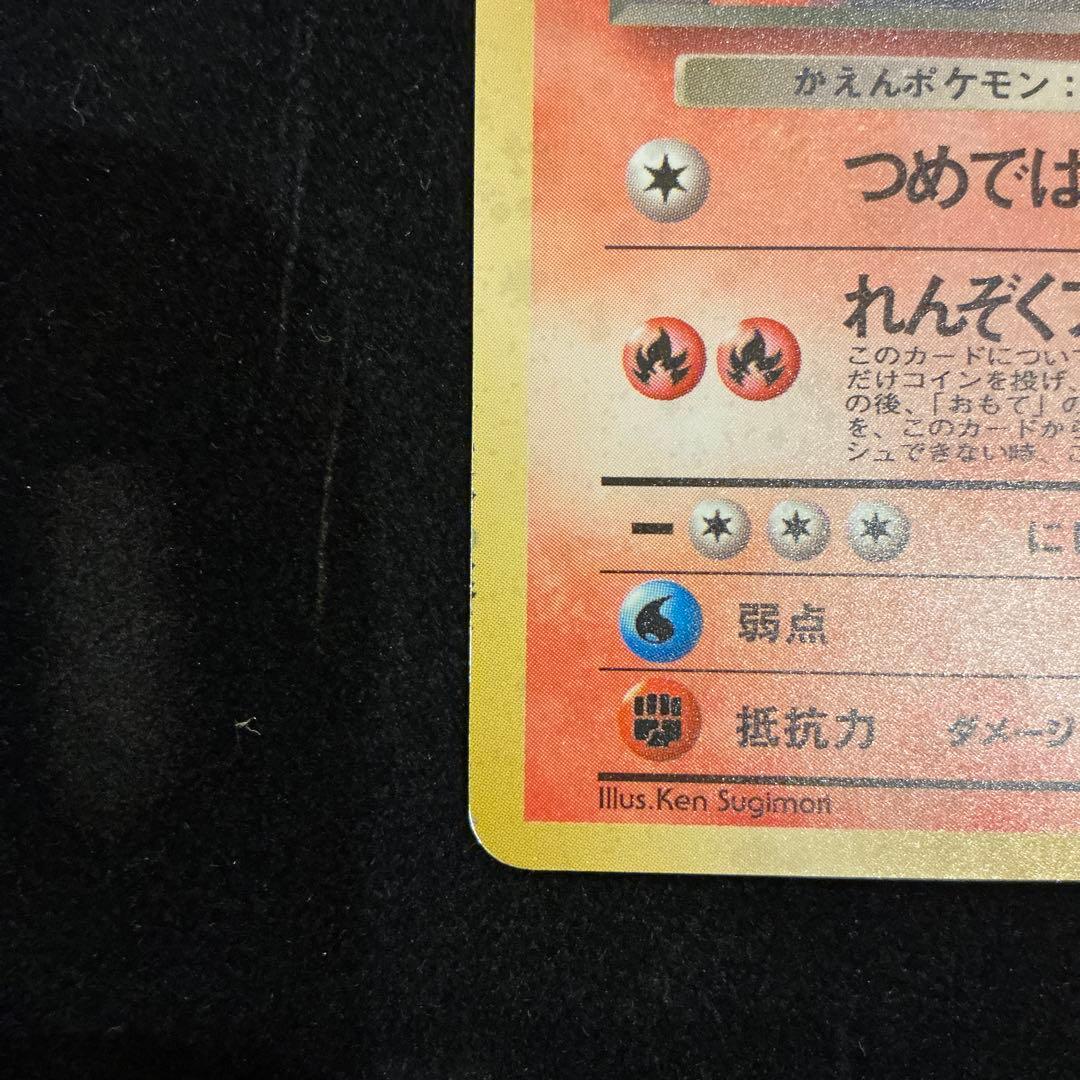 かえんポケモン：
つめでは
れんぞく
このカードについ
だけコインを投げ、
の後、「おもて」の
を、このカードか
シュできない時、こ
ー
に
弱点
抵抗力 ダメージ
Illus.Ken Sugimori